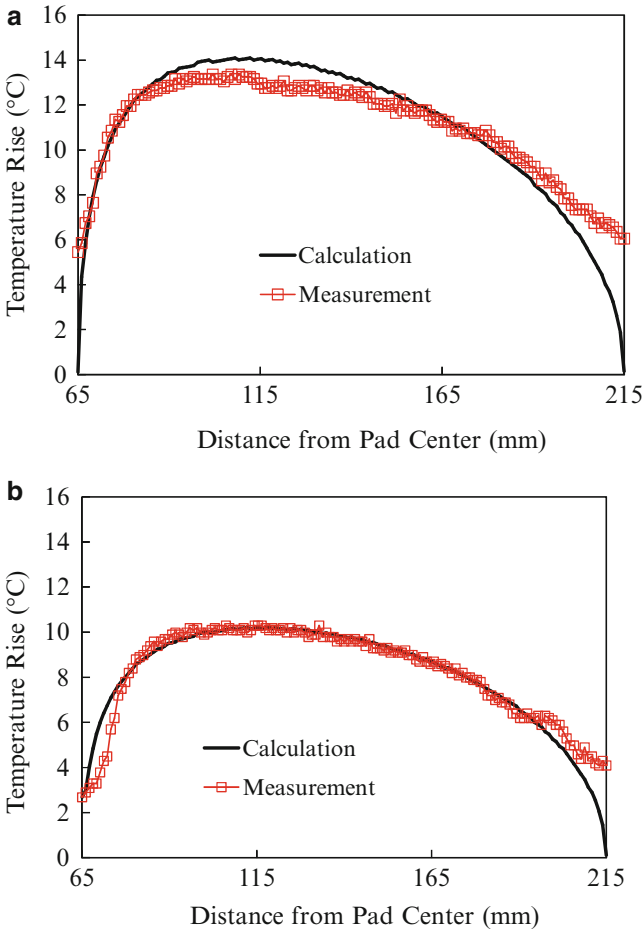 a
16
14
12
10
8
6
4
2
0
Temperature Rise (°C)
Calculation
Measurement
65
115
165
215
Distance from Pad Center (mm)
b
16
14
12
10
8
6
4
2
0
Temperature Rise (°C)
Calculation
Measurement
65
115
165
215
Distance from Pad Center (mm)